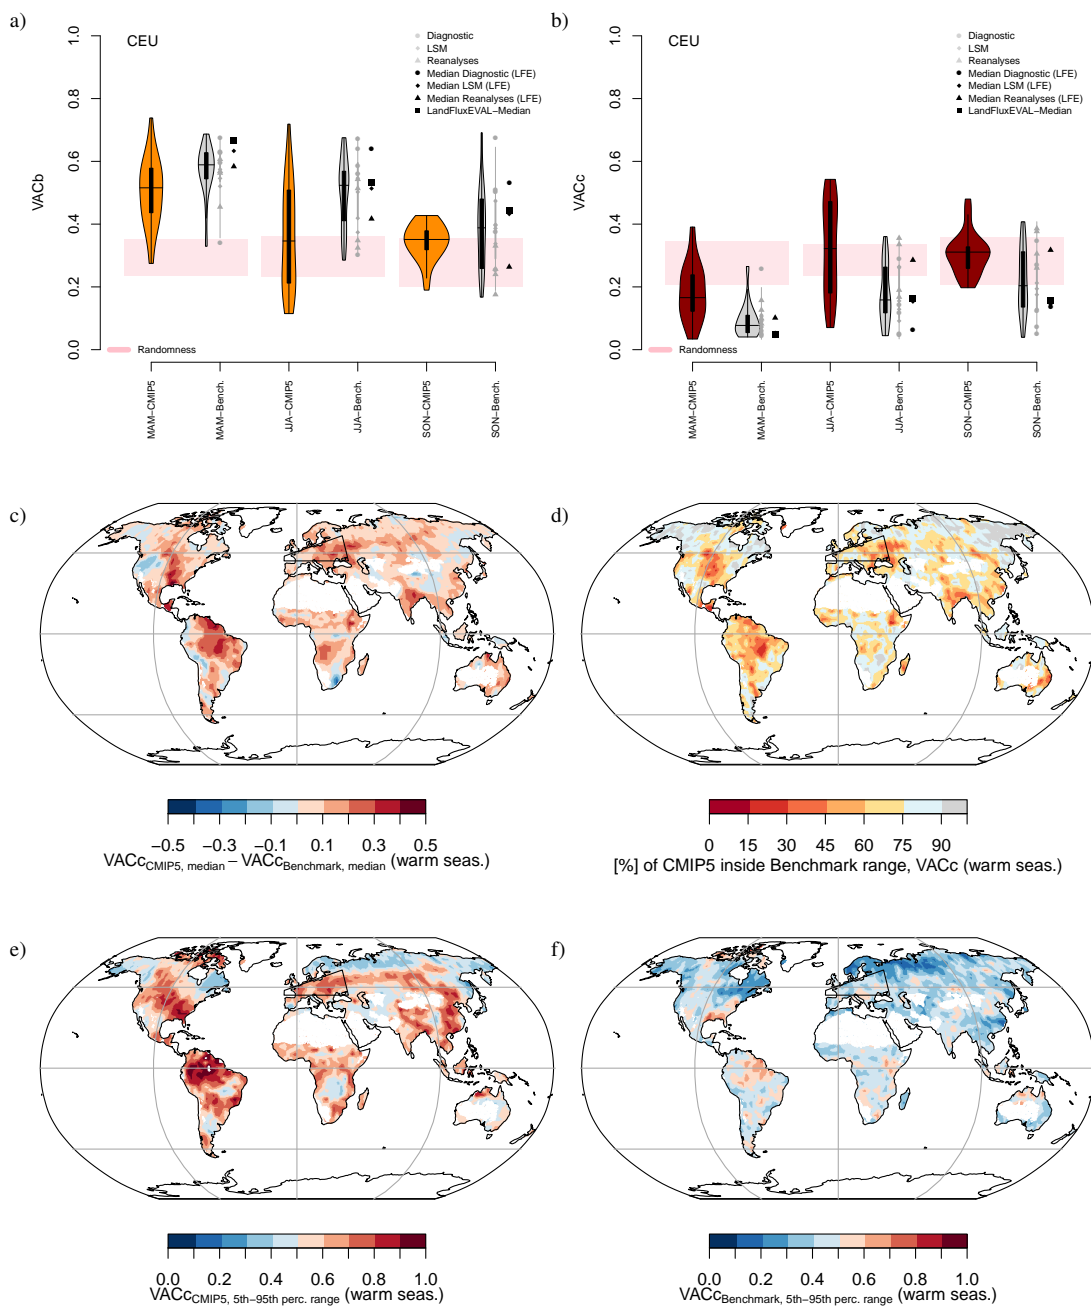 a)
CEU
Diagnostic
LSM
Reanalyses
Median Diagnostic (LFE)
Median LSM (LFE)
Median Reanalyses (LFE)
LandFluxEVAL−Median
VACb
1.0
0.8
0.6
0.4
0.2
0.0
Randomness
MAM−CMIP5
MAM−Bench.
JJA−CMIP5
JJA−Bench.
SON−CMIP5
SON−Bench.
b)
CEU
Diagnostic
LSM
Reanalyses
Median Diagnostic (LFE)
Median LSM (LFE)
Median Reanalyses (LFE)
LandFluxEVAL−Median
VACc
1.0
0.8
0.6
0.4
0.2
0.0
Randomness
MAM−CMIP5
MAM−Bench.
JJA−CMIP5
JJA−Bench.
SON−CMIP5
SON−Bench.
c)
−0.5 −0.3 −0.1 0.1 0.3 0.5
VACcCMIP5, median − VACcBenchmark, median (warm seas.)
d)
0 15 30 45 60 75 90
[%] of CMIP5 inside Benchmark range, VACc (warm seas.)
e)
0.0 0.2 0.4 0.6 0.8 1.0
VACcCMIP5, 5th−95th perc. range (warm seas.)
f)
0.0 0.2 0.4 0.6 0.8 1.0
VACcBenchmark, 5th−95th perc. range (warm seas.)